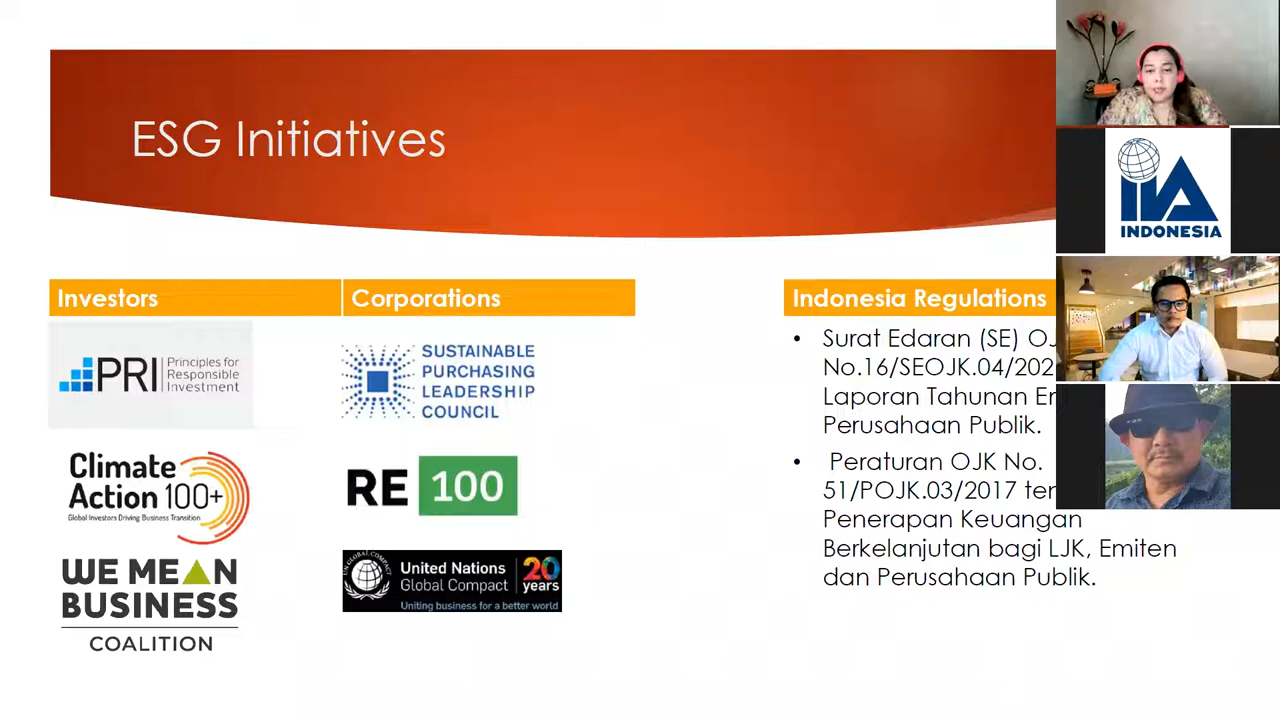 ESG Initiatives
INDONESIA
Investors
Corporations
Indonesia Regulations
PRI
Principles for
Responsible
Investment
Climate
Action 100+
Global Investors Driving Business Transition
WE MEAN
BUSINESS
COALITION
SUSTAINABLE
PURCHASING
LEADERSHIP
COUNCIL
RE 100
UN GLOBAL COMPACT
United Nations
Global Compact
20
years
Uniting business for a better world
• Surat Edaran (SE)
No.16/SEOJK.04/202
Laporan Tahunan
Perusahaan Publik.
• Peraturan OJK No.
51/POJK.03/2017
Penerapan Keuangan
Berkelanjutan bagi LJK, Emiten
dan Perusahaan Publik.